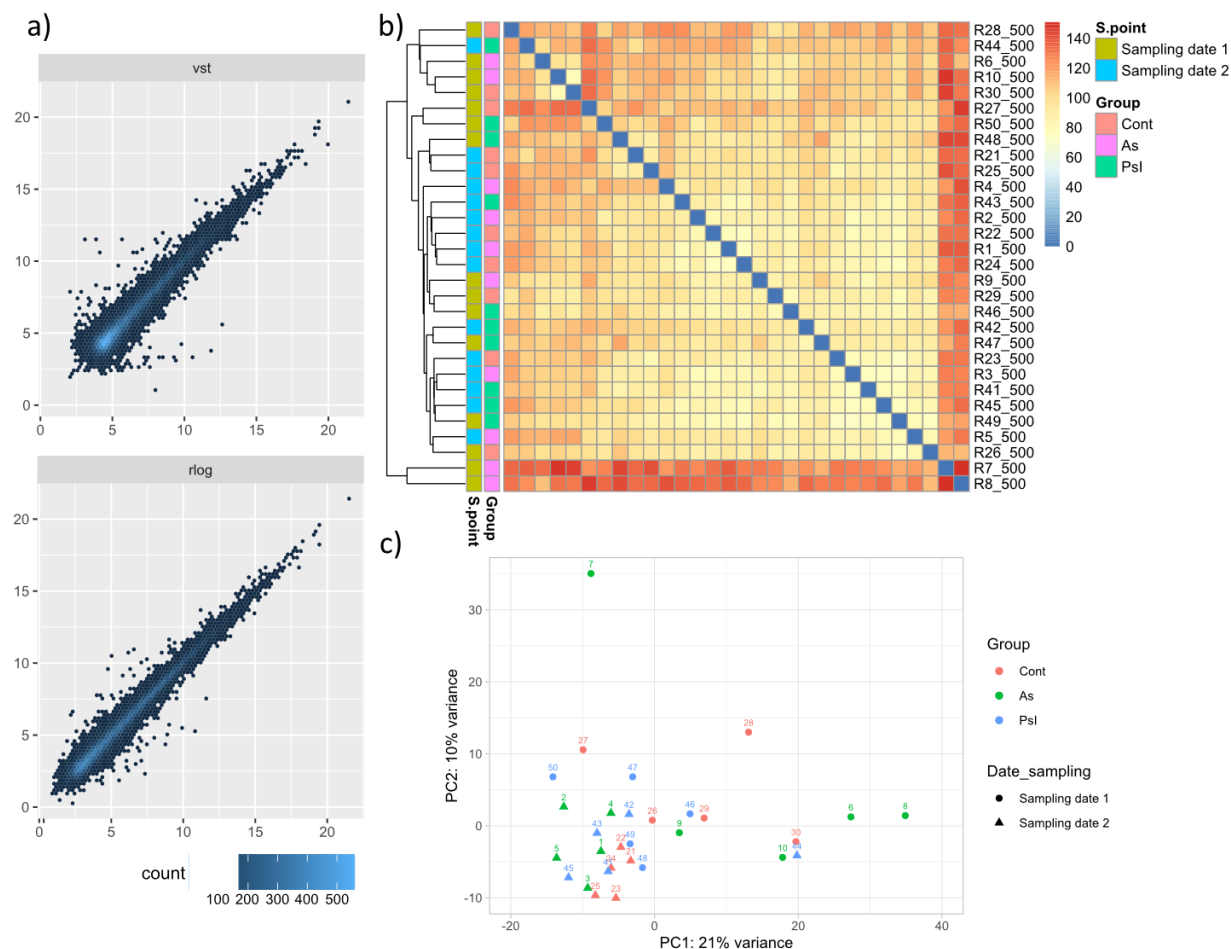 a)
vst
20
15
10
5
0
0 5 10 15 20
rlog
20
15
10
5
0
0 5 10 15 20
count
100 200 300 400 500
b)
R28_500
R44_500
R6_500
R10_500
R30_500
R27_500
R50_500
R48_500
R21_500
R25_500
R4_500
R43_500
R2_500
R22_500
R1_500
R24_500
R9_500
R29_500
R46_500
R42_500
R47_500
R23_500
R3_500
R41_500
R45_500
R49_500
R5_500
R26_500
R7_500
R8_500
S.point
Group
140
120
100
80
60
40
20
0
S.point
Sampling date 1
Sampling date 2
Group
Cont
As
PsI
c)
PC2: 10% variance
30
20
10
0
-10
7
28
27
50
47
2
4
42
46
29
26
6
8
43
9
1
22
49
21
30
10
44
5
24
41
48
45
3
25
23
-20 0 20 40
PC1: 21% variance
Group
Cont
As
PsI
Date_sampling
Sampling date 1
Sampling date 2